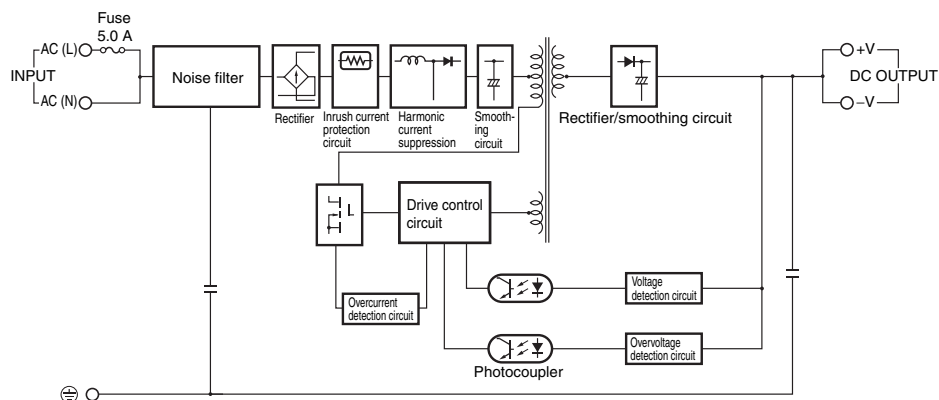 Fuse
5.0 A
AC (L)
INPUT
AC (N)
Noise filter
Rectifier
Inrush current
protection
circuit
Harmonic
current
suppression
Smooth-
ing
circuit
Rectifier/smoothing circuit
+V
DC OUTPUT
–V
Drive control
circuit
Overcurrent
detection circuit
Voltage
detection circuit
Overvoltage
detection circuit
Photocoupler